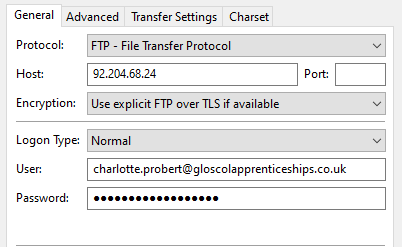 General Advanced Transfer Settings Charset
Protocol: FTP - File Transfer Protocol
Host: 92.204.68.24 Port:
Encryption: Use explicit FTP over TLS if available
Logon Type: Normal
User: charlotte.probert@gloscolapprenticeships.co.uk
Password: ●●●●●●●●●●●●●●●●●●